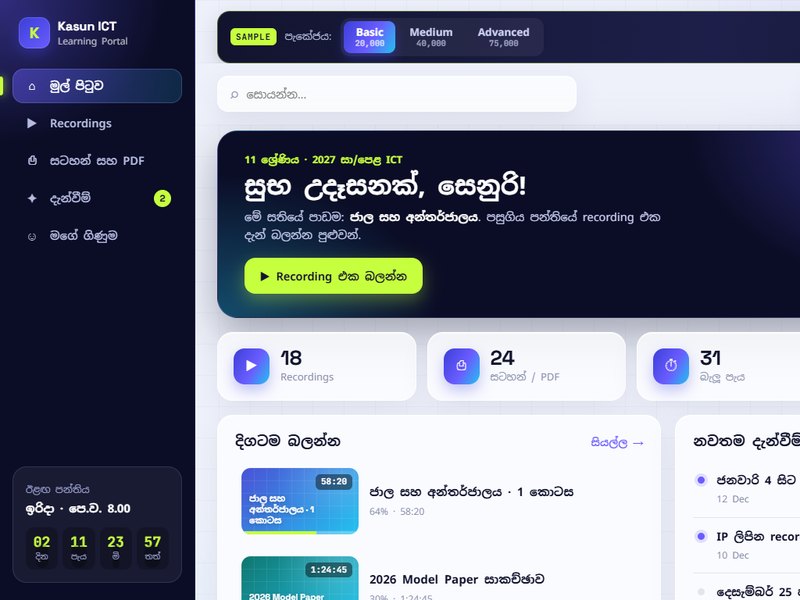 K
Kasun ICT
Learning Portal
මුල් පිටුව
Recordings
සටහන් සහ PDF
දැන්වීම්
2
මගේ ගිණුම
ඊළඟ පන්තිය
ඉරිදා · පෙ.ව. 8.00
02 11 23 57
දින පැය මි තත්
SAMPLE
පැකේජය:
Basic
20,000
Medium
40,000
Advanced
75,000
සොයන්න...
11 ශ්‍රේණිය · 2027 සා/පෙළ ICT
සුභ උදෑසනක්, සෙනුරි!
මේ සතියේ පාඩම: ජාල සහ අන්තර්ජාලය. පසුගිය පන්තියේ recording එක
දැන් බලන්න පුළුවන්.
▶ Recording එක බලන්න
18
Recordings
24
සටහන් / PDF
31
බැලූ පැය
දිගටම බලන්න
සියල්ල →
58:20
ජාල සහ
අන්තර්ජාලය · 1
කොටස
ජාල සහ අන්තර්ජාලය · 1 කොටස
64% · 58:20
1:24:45
2026 Model Paper
2026 Model Paper සාකච්ඡාව
30% · 1:24:45
නවතම දැන්වීම්
ජනවාරි 4 සිට
12 Dec
IP ලිපින recor
10 Dec
දෙසැම්බර් 25